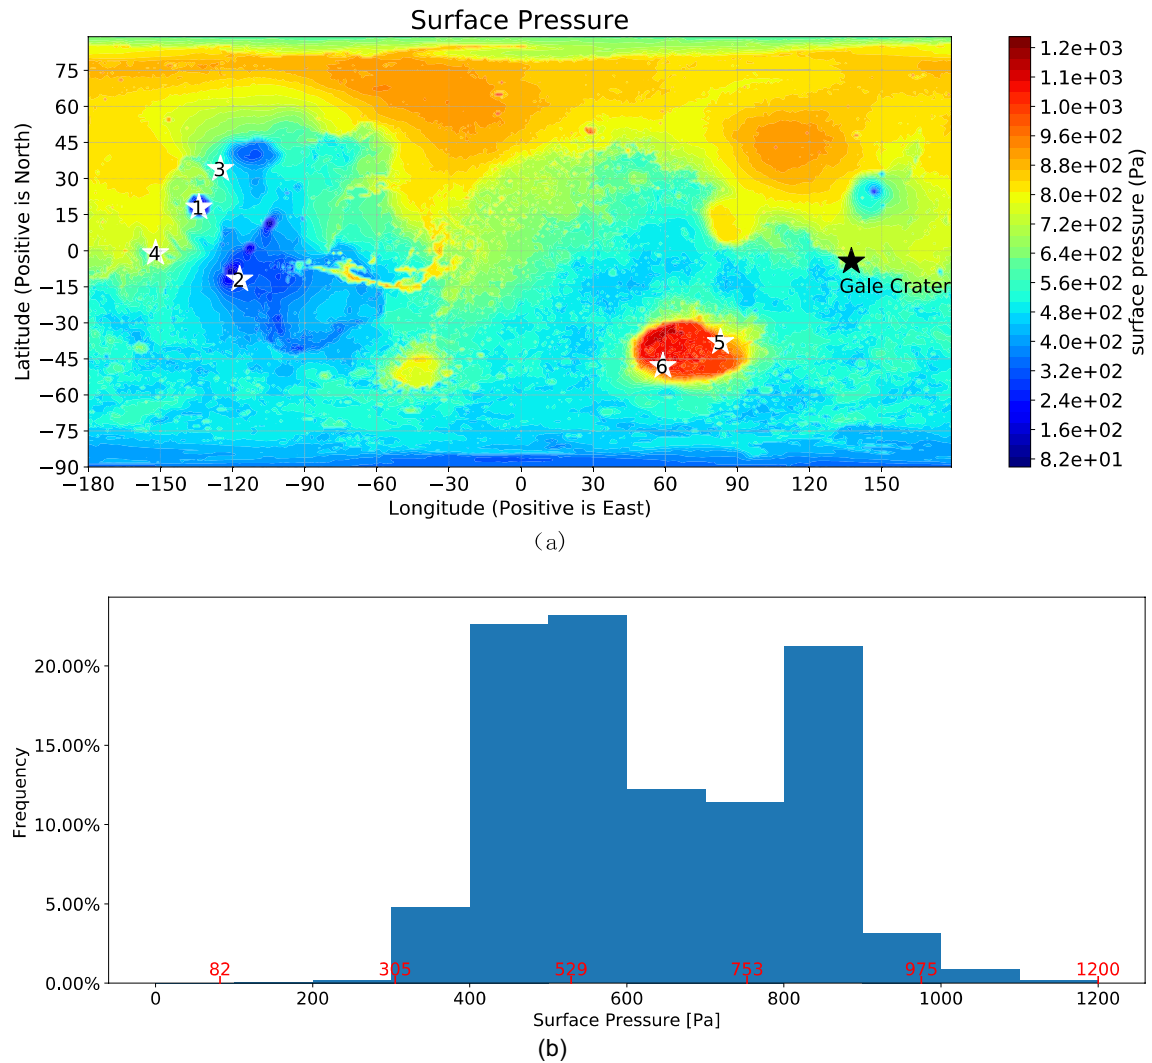 Surface Pressure
75
60
45
30
15
0
−15
−30
−45
−60
−75
−90
Latitude (Positive is North)
1
2
3
4
5
6
Gale Crater
−180 −150 −120 −90 −60 −30 0 30 60 90 120 150
Longitude (Positive is East)
1.2e+03
1.1e+03
1.0e+03
9.6e+02
8.8e+02
8.0e+02
7.2e+02
6.4e+02
5.6e+02
4.8e+02
4.0e+02
3.2e+02
2.4e+02
1.6e+02
8.2e+01
surface pressure (Pa)
(a)
20.00%
15.00%
10.00%
5.00%
0.00%
Frequency
82 305 529 753 975 1200
0 200 400 600 800 1000 1200
Surface Pressure [Pa]
(b)